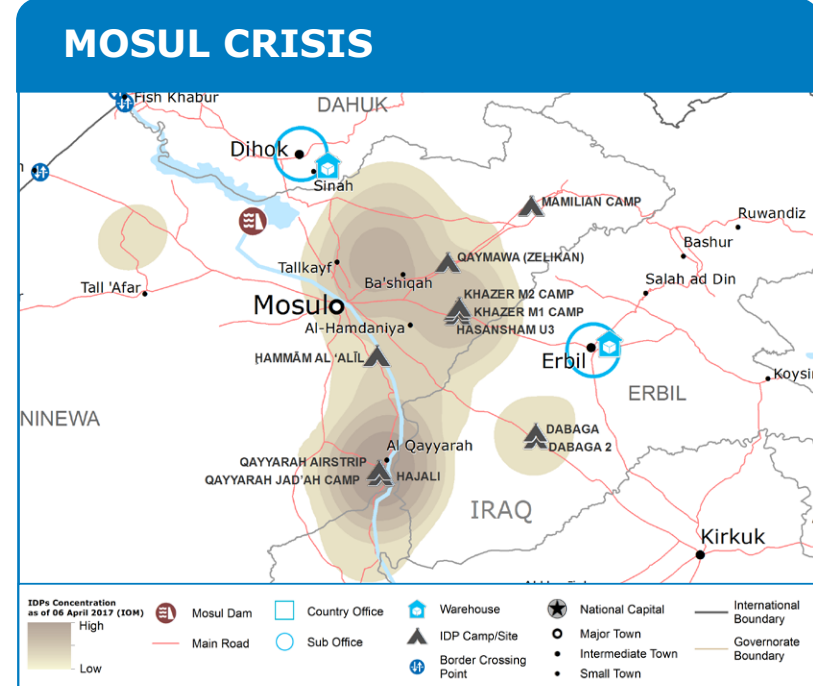 MOSUL CRISIS
Fish Khabur
DAHUK
Dihok
Sinah
MAMILIAN CAMP
Ruwandiz
Bashur
QAYMAWA (ZELIKAN)
Tallkayf
Ba'shiqah
Salah ad Din
Tall 'Afar
KHAZER M2 CAMP
Mosul
KHAZER M1 CAMP
Al-Hamdaniya
HASANSHAM U3
ḨAMMĀM AL ‘ALĪL
Erbil
Koysi
ERBIL
NINEWA
DABAGA
Al Qayyarah
DABAGA 2
QAYYARAH AIRSTRIP
QAYYARAH JAD'AH CAMP
HAJALI
IRAQ
Kirkuk
IDPs Concentration
as of 06 April 2017 (IOM)
High
Low
Mosul Dam
Main Road
Country Office
Sub Office
Warehouse
IDP Camp/Site
Border Crossing
Point
National Capital
Major Town
Intermediate Town
Small Town
International
Boundary
Governorate
Boundary